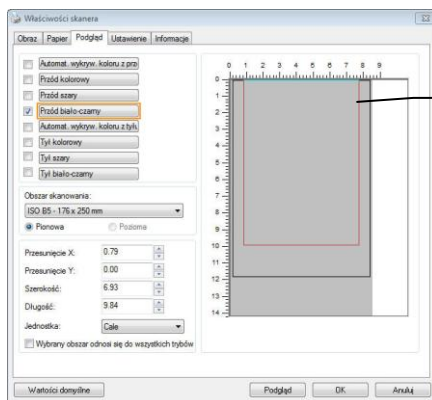 Właściwości skanera
Obraz Papier Podgląd Ustawienie Informacje
Automat. wykryw. koloru z prz
Przód kolorowy
Przód szary
Przód biało-czarny
Automat. wykryw. koloru z tyłu
Tył kolorowy
Tył szary
Tył biało-czarny
Obszar skanowania:
ISO B5 - 176 x 250 mm
Pionowa Pozioma
Przesunięcie X: 0.79
Przesunięcie Y: 0.00
Szerokość: 6.93
Długość: 9.84
Jednostka: Cale
Wybrany obszar odnosi się do wszystkich trybów
0 1 2 3 4 5 6 7 8 9
0
1
2
3
4
5
6
7
8
9
10
11
12
13
14
Wartości domyślne Podgląd OK Anuluj